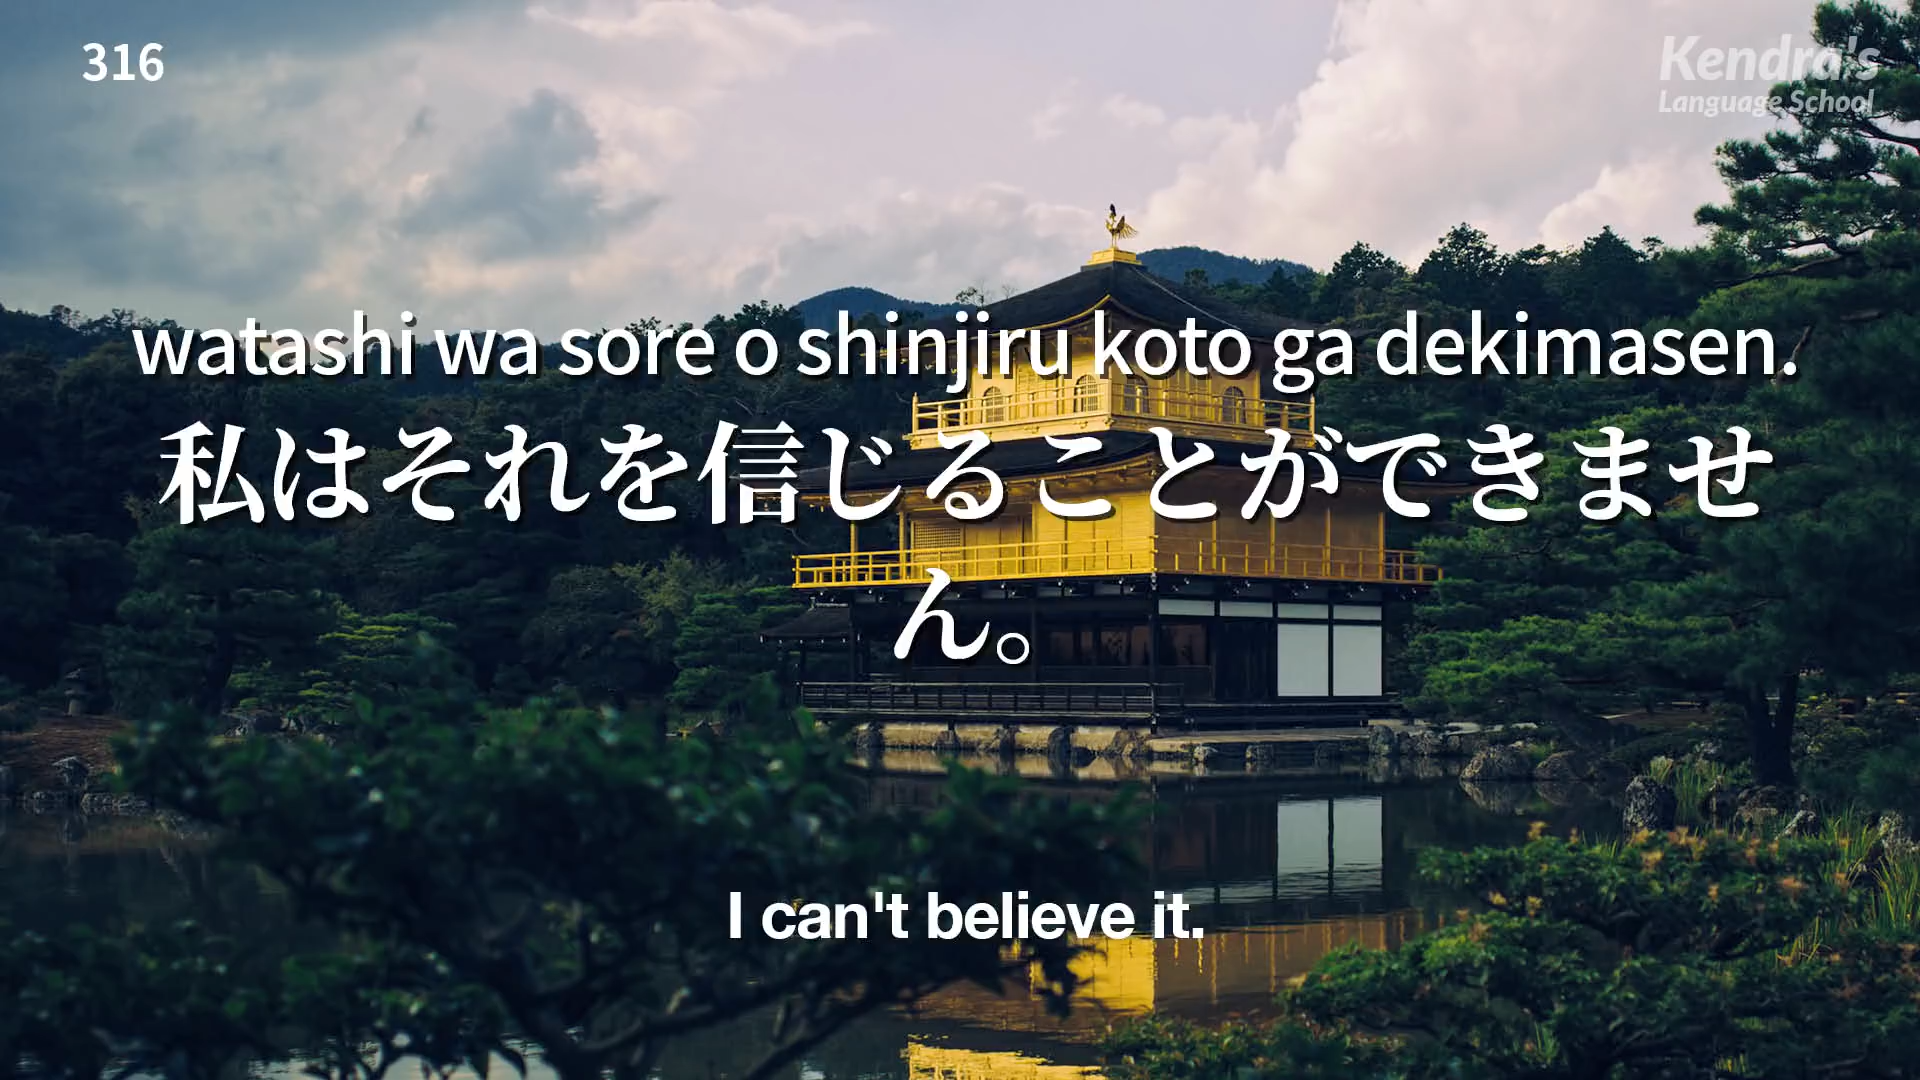 316
Kendra's
Language School
watashi wa sore o shinjiru koto ga dekimasen.
私はそれを信じることができませ
ん。
I can't believe it.